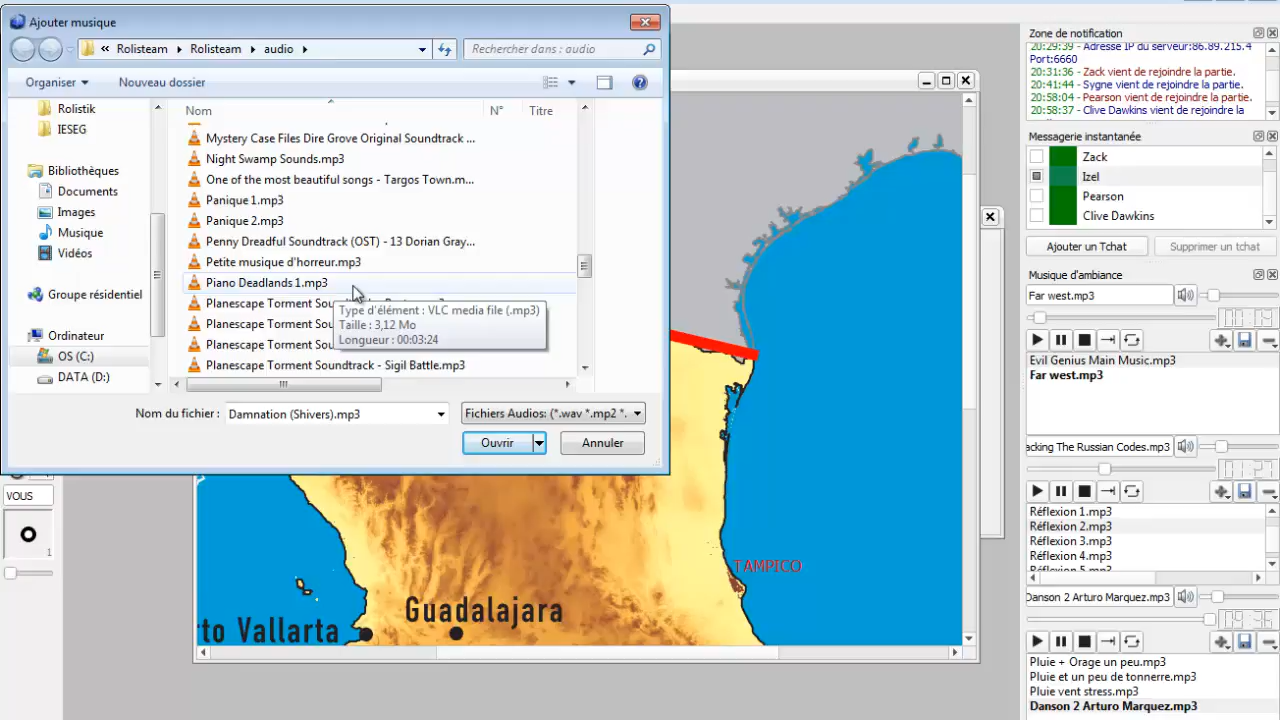 Ajouter musique
« Rolisteam ▸ Rolisteam ▸ audio ▸
Rechercher dans : audio
Organiser
Nouveau dossier
Rolistik
IESEG
Bibliothèques
Documents
Images
Musique
Vidéos
Groupe résidentiel
Ordinateur
OS (C:)
DATA (D:)
Nom
N°
Titre
Mystery Case Files Dire Grove Original Soundtrack ...
Night Swamp Sounds.mp3
One of the most beautiful songs - Targos Town.m...
Panique 1.mp3
Panique 2.mp3
Penny Dreadful Soundtrack (OST) - 13 Dorian Gray...
Petite musique d'horreur.mp3
Piano Deadlands 1.mp3
Planescape Torment Sou
Planescape Torment Sou
Planescape Torment Sou
Planescape Torment Soundtrack - Sigil Battle.mp3
Type d'élément : VLC media file (.mp3)
Taille : 3,12 Mo
Longueur : 00:03:24
Nom du fichier :
Damnation (Shivers).mp3
Fichiers Audios: (*.wav *.mp2 *.
Ouvrir
Annuler
VOUS
1
TAMPICO
Guadalajara
to Vallarta
Zone de notification
20:29:39 - Adresse IP du serveur:86.89.215.4
Port:6660
20:31:36 - Zack vient de rejoindre la partie.
20:41:44 - Sygne vient de rejoindre la partie.
20:58:04 - Pearson vient de rejoindre la partie.
20:58:37 - Clive Dawkins vient de rejoindre la
Messagerie instantanée
Zack
Izel
Pearson
Clive Dawkins
Ajouter un Tchat
Supprimer un tchat
Musique d'ambiance
Far west.mp3
00:19
Evil Genius Main Music.mp3
Far west.mp3
acking The Russian Codes.mp3
01:27
Réflexion 1.mp3
Réflexion 2.mp3
Réflexion 3.mp3
Réflexion 4.mp3
Réflexion 5.mp3
Danson 2 Arturo Marquez.mp3
09:36
Pluie + Orage un peu.mp3
Pluie et un peu de tonnerre.mp3
Pluie vent stress.mp3
Danson 2 Arturo Marquez.mp3